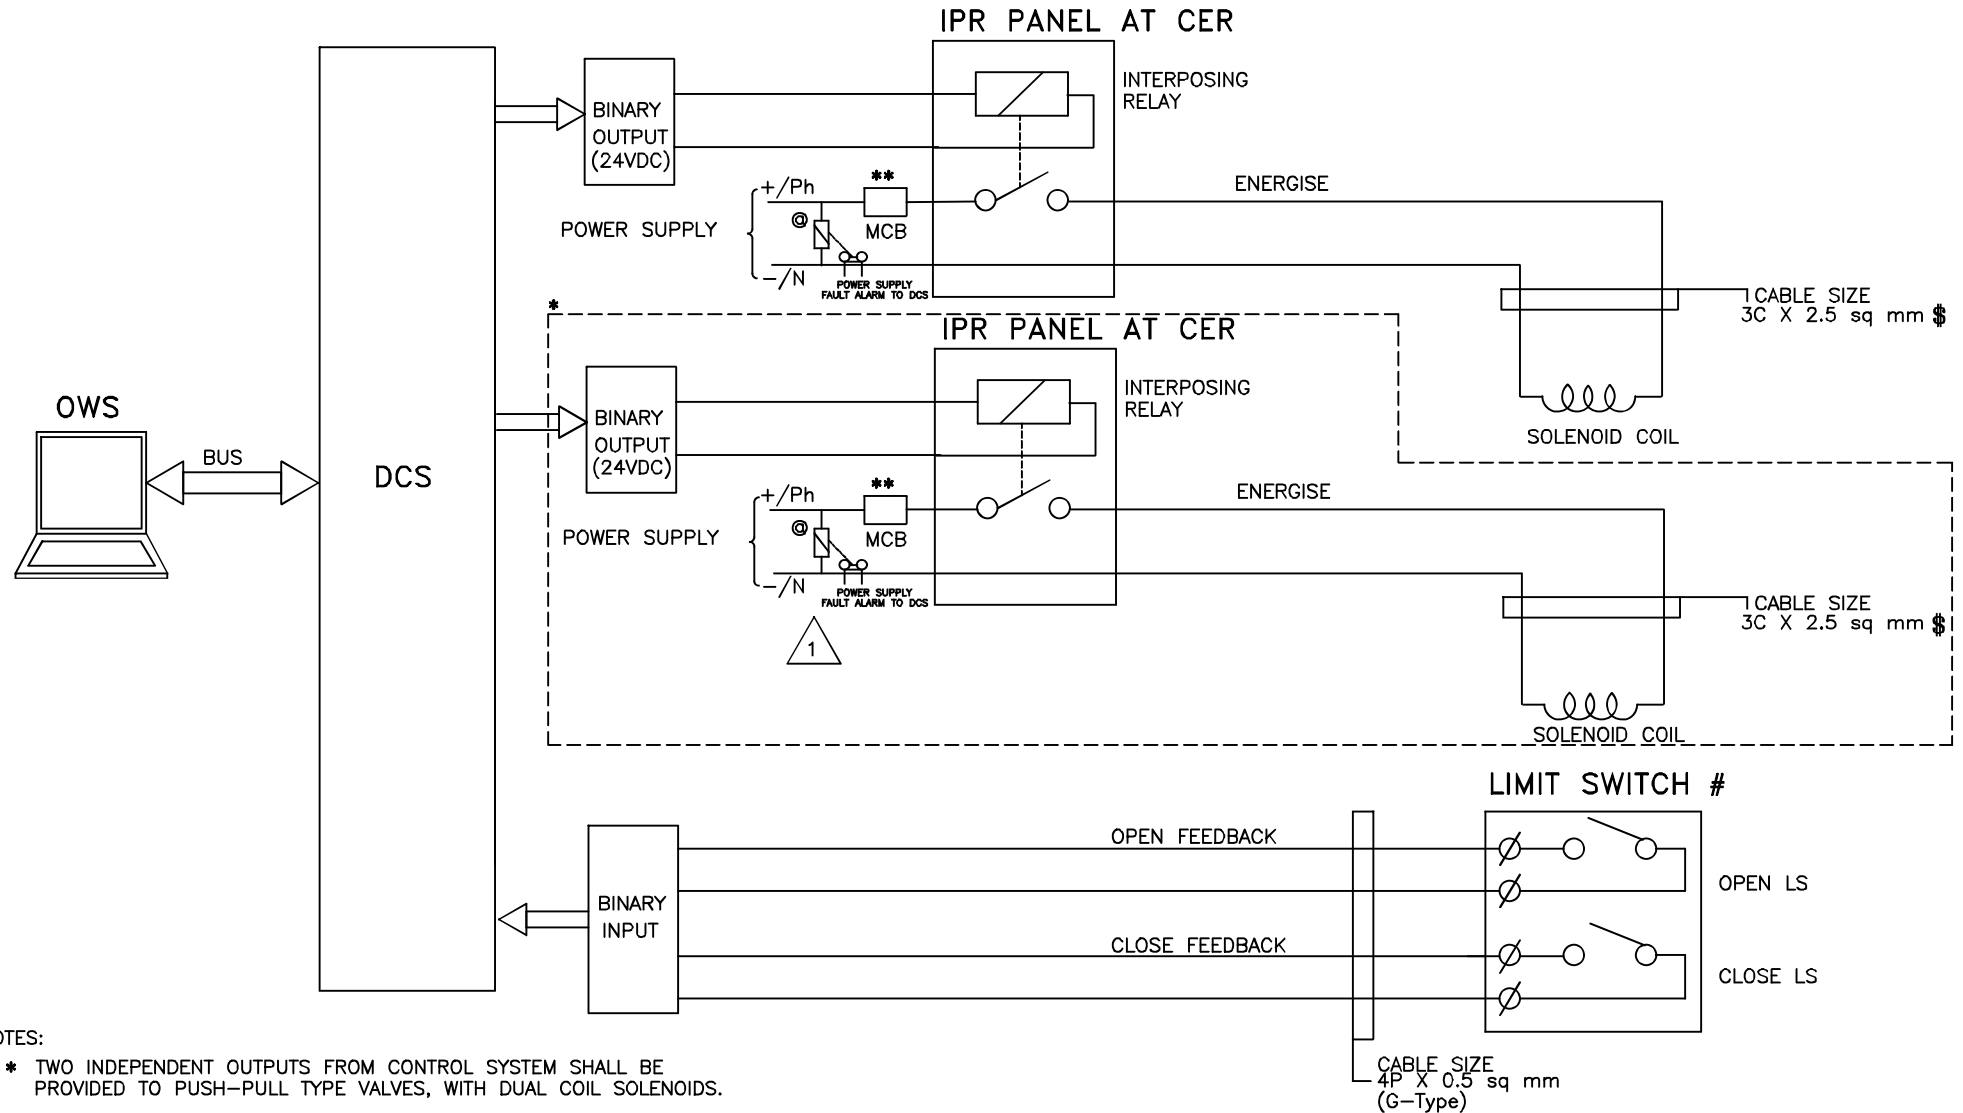 IPR PANEL AT CER
INTERPOSING
RELAY
BINARY
OUTPUT
(24VDC)
+/Ph
**
@
MCB
POWER SUPPLY
-/N
POWER SUPPLY
FAULT ALARM TO DCS
ENERGISE
CABLE SIZE
3C X 2.5 sq mm $
SOLENOID COIL
*
IPR PANEL AT CER
INTERPOSING
RELAY
BINARY
OUTPUT
(24VDC)
+/Ph
**
@
MCB
POWER SUPPLY
-/N
POWER SUPPLY
FAULT ALARM TO DCS
1
ENERGISE
CABLE SIZE
3C X 2.5 sq mm $
SOLENOID COIL
OWS
BUS
DCS
LIMIT SWITCH #
BINARY
INPUT
OPEN FEEDBACK
OPEN LS
CLOSE FEEDBACK
CLOSE LS
CABLE SIZE
4P X 0.5 sq mm
(G-Type)
OTES:
* TWO INDEPENDENT OUTPUTS FROM CONTROL SYSTEM SHALL BE
PROVIDED TO PUSH-PULL TYPE VALVES, WITH DUAL COIL SOLENOIDS.